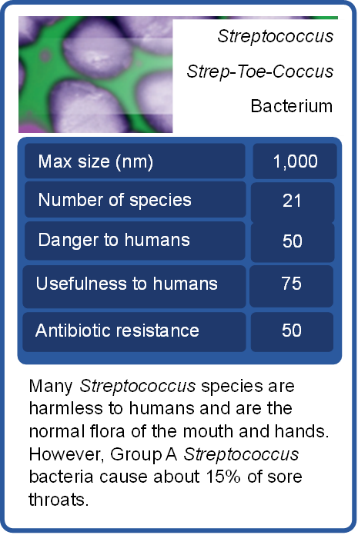 Streptococcus
Strep-Toe-Coccus
Bacterium
Max size (nm) 1,000
Number of species 21
Danger to humans 50
Usefulness to humans 75
Antibiotic resistance 50
Many Streptococcus species are
harmless to humans and are the
normal flora of the mouth and hands.
However, Group A Streptococcus
bacteria cause about 15% of sore
throats.